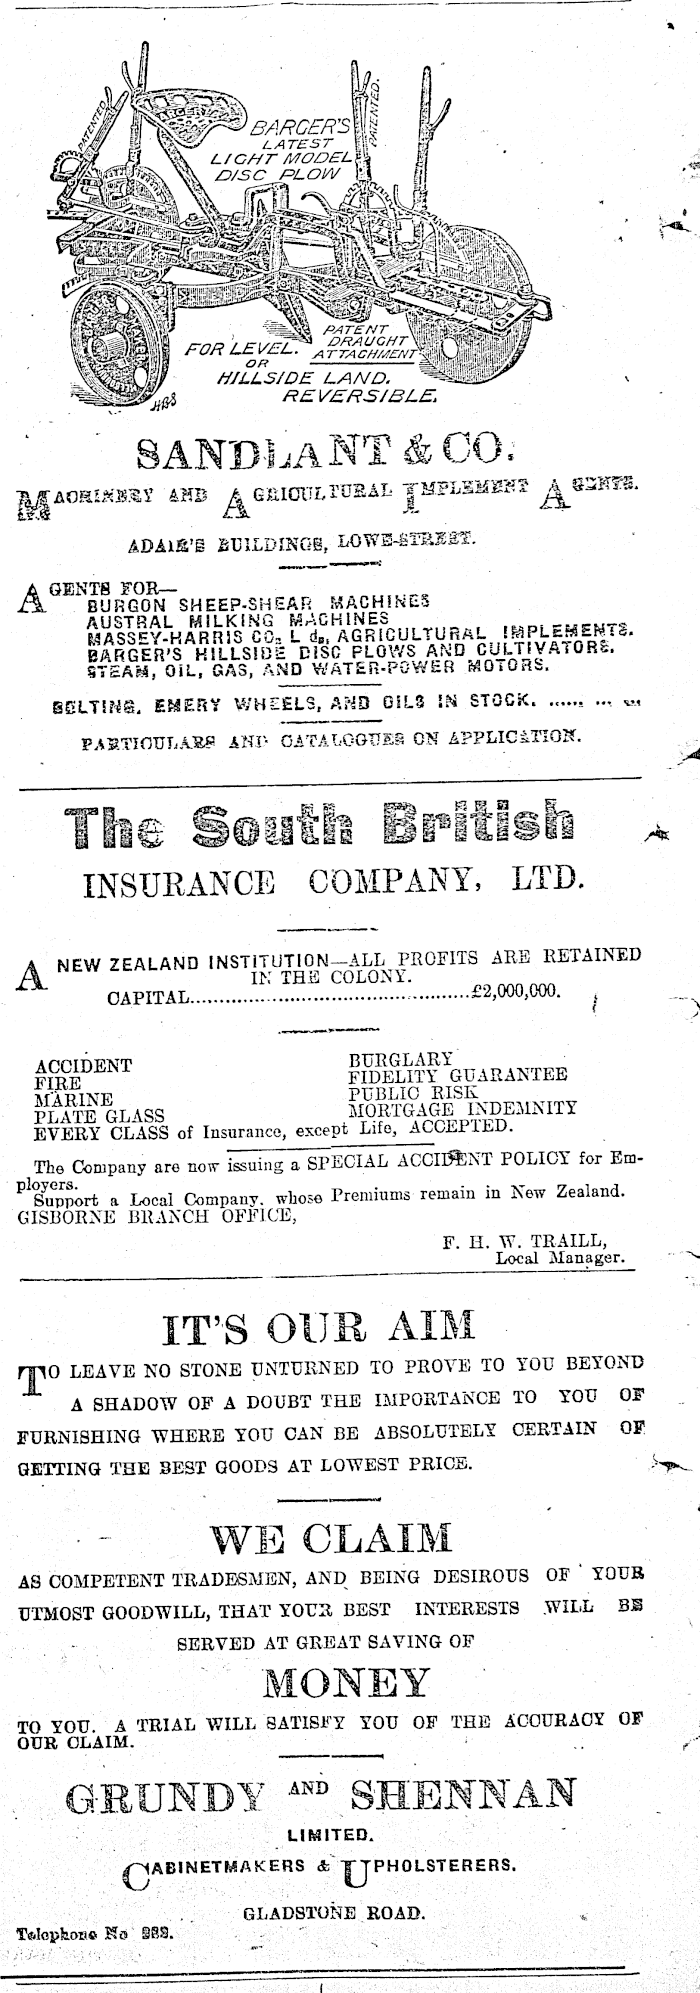 PATENTED.
PATENTED.
BARGER'S
LATEST
LIGHT MODEL
DISC PLOW
PATENT
DRAUGHT
ATTACHMENT
FOR LEVEL.
OR
HILLSIDE LAND.
REVERSIBLE.
HBS
SANDLANT & CO.
MACHINERY AND AGRICULTURAL IMPLEMENT AGENTS.
ADAIR'S BUILDINGS, LOWE-STREET.
AGENTS FOR—
BURGON SHEEP-SHEAR MACHINES
AUSTRAL MILKING MACHINES
MASSEY-HARRIS CO., L d., AGRICULTURAL IMPLEMENTS.
BARGER'S HILLSIDE DISC PLOWS AND CULTIVATORS.
STEAM, OIL, GAS, AND WATER-POWER MOTORS.
BELTING, EMERY WHEELS, AND OILS IN STOCK. ...... ... ...
PARTICULARS AND CATALOGUES ON APPLICATION.
The South British
INSURANCE COMPANY, LTD.
A NEW ZEALAND INSTITUTION—ALL PROFITS ARE RETAINED
IN THE COLONY.
CAPITAL................................................£2,000,000.
ACCIDENT BURGLARY
FIRE FIDELITY GUARANTEE
MARINE PUBLIC RISK
PLATE GLASS MORTGAGE INDEMNITY
EVERY CLASS of Insurance, except Life, ACCEPTED.
The Company are now issuing a SPECIAL ACCIDENT POLICY for Em-
ployers.
Support a Local Company, whose Premiums remain in New Zealand.
GISBORNE BRANCH OFFICE,
F. H. W. TRAILL,
Local Manager.
IT'S OUR AIM
TO LEAVE NO STONE UNTURNED TO PROVE TO YOU BEYOND
A SHADOW OF A DOUBT THE IMPORTANCE TO YOU OF
FURNISHING WHERE YOU CAN BE ABSOLUTELY CERTAIN OF
GETTING THE BEST GOODS AT LOWEST PRICE.
WE CLAIM
AS COMPETENT TRADESMEN, AND BEING DESIROUS OF YOUR
UTMOST GOODWILL, THAT YOUR BEST INTERESTS WILL BE
SERVED AT GREAT SAVING OF
MONEY
TO YOU. A TRIAL WILL SATISFY YOU OF THE ACCURACY OF
OUR CLAIM.
GRUNDY AND SHENNAN
LIMITED.
CABINETMAKERS & UPHOLSTERERS.
GLADSTONE ROAD.
Telephone No